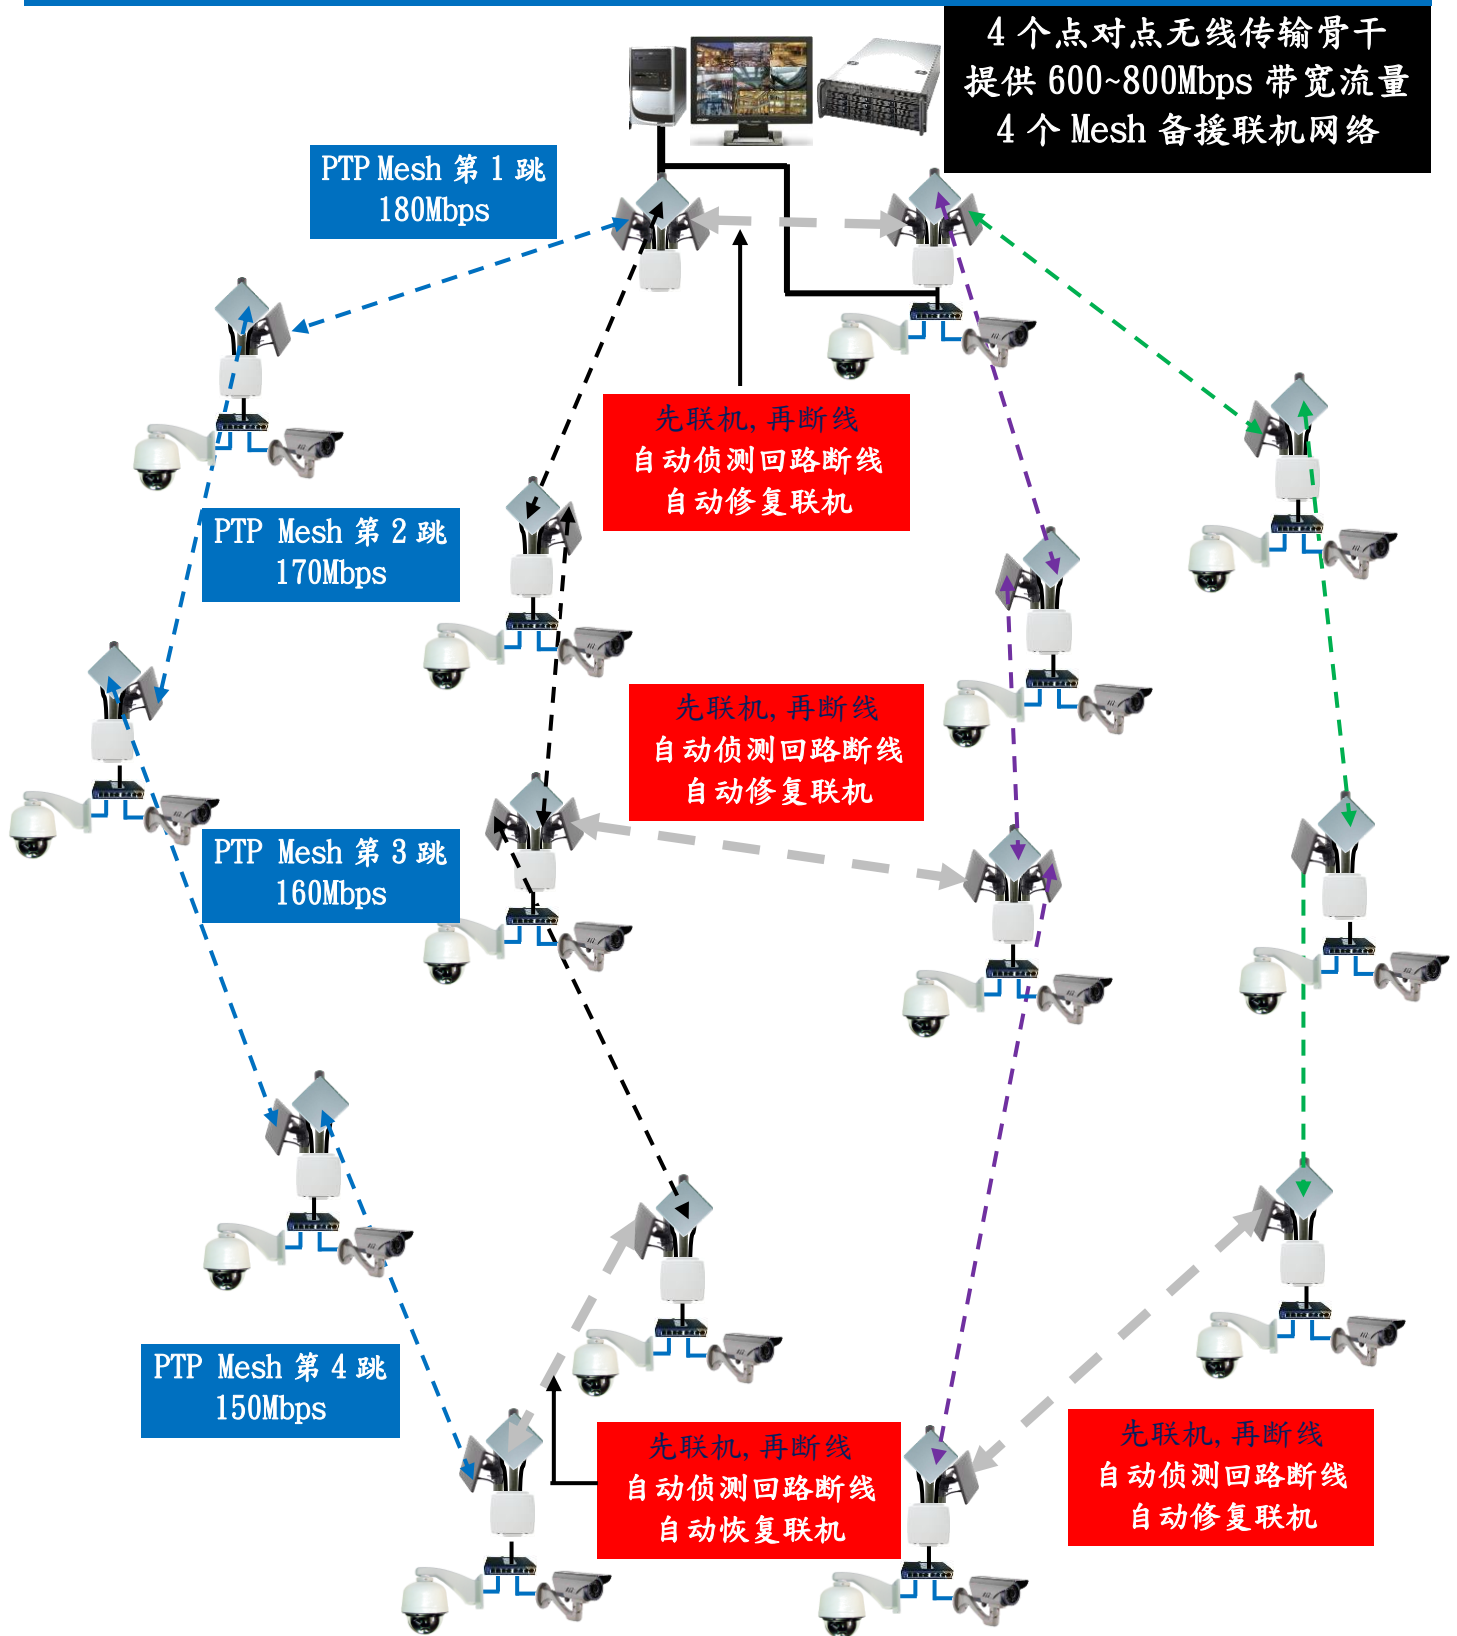 4 个点对点无线传输骨干
提供 600~800Mbps 带宽流量
4 个 Mesh 备援联机网络
PTP Mesh 第 1 跳
180Mbps
先联机,再断线
自动侦测回路断线
自动修复联机
PTP Mesh 第 2 跳
170Mbps
先联机,再断线
自动侦测回路断线
自动修复联机
PTP Mesh 第 3 跳
160Mbps
PTP Mesh 第 4 跳
150Mbps
先联机,再断线
自动侦测回路断线
自动恢复联机
先联机,再断线
自动侦测回路断线
自动修复联机